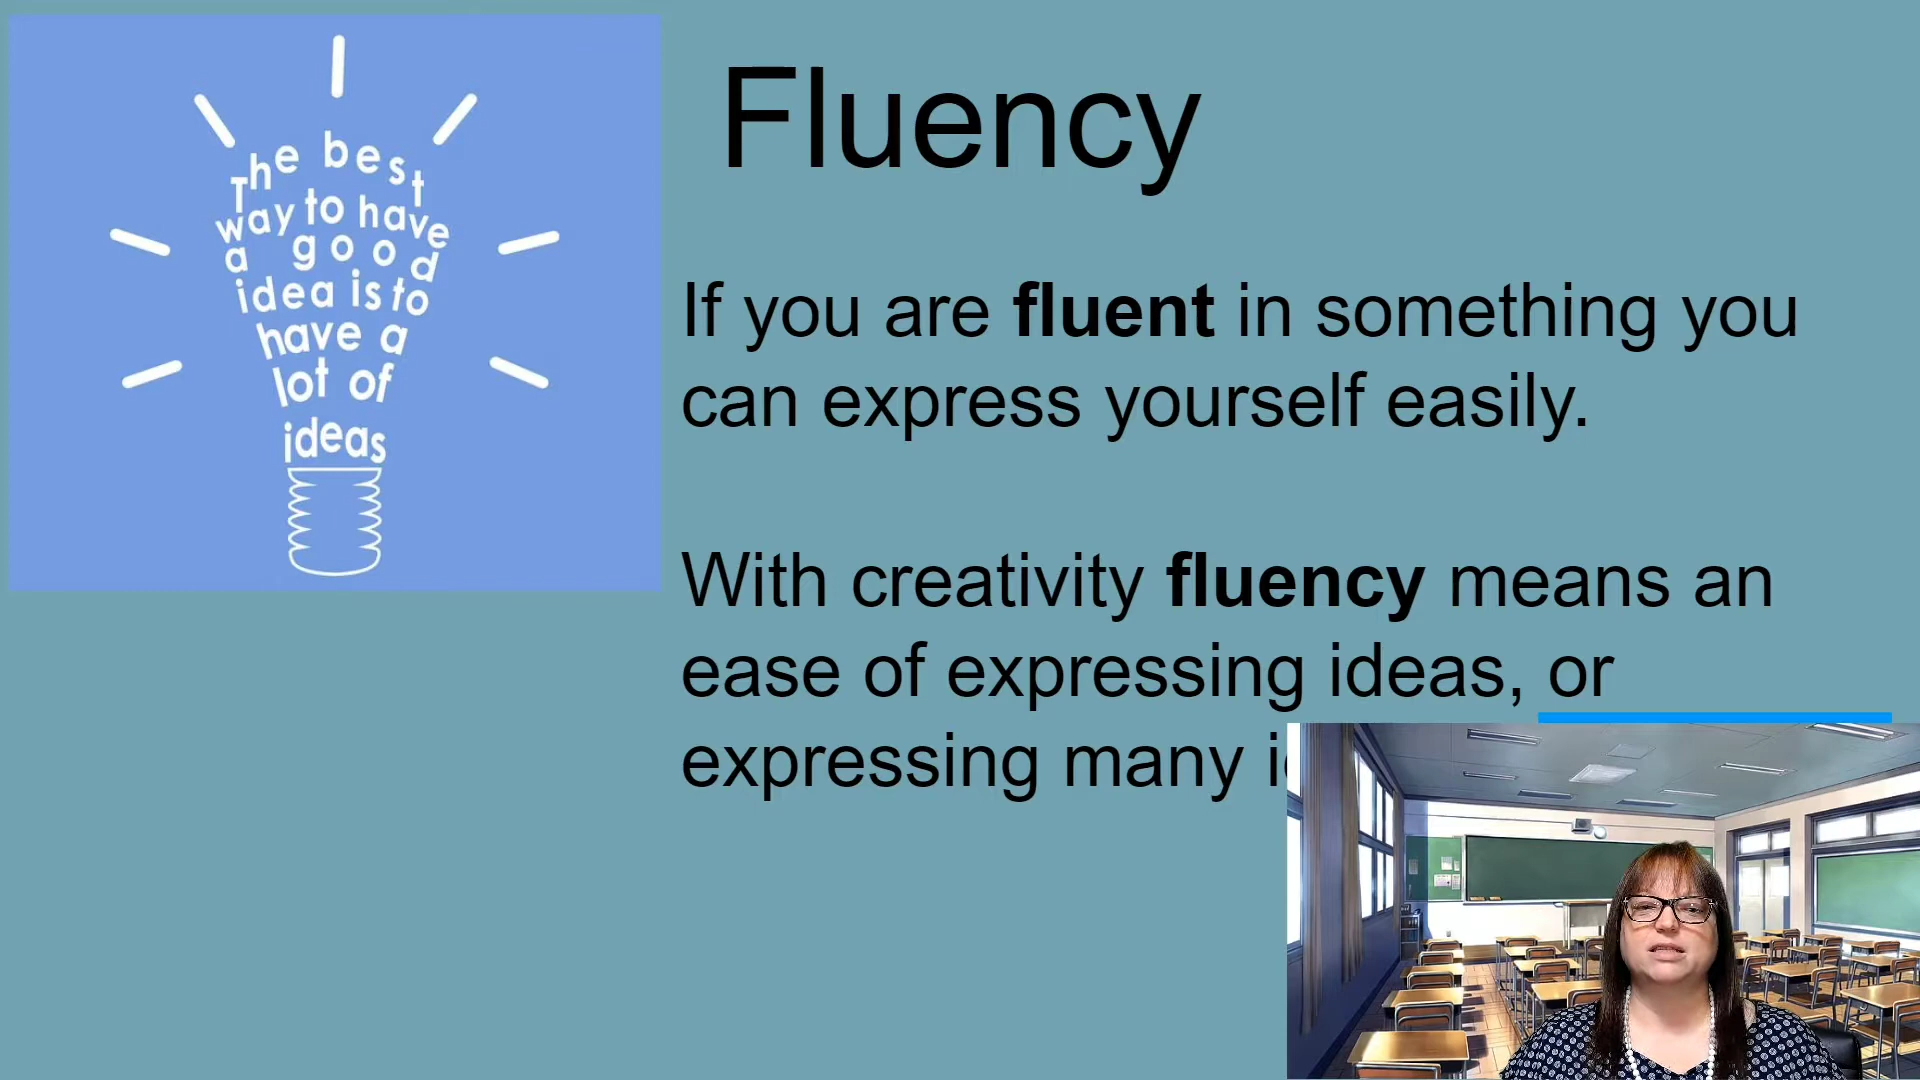 The best
way to have
a good
idea is to
have a
lot of
ideas
Fluency
If you are fluent in something you
can express yourself easily.
With creativity fluency means an
ease of expressing ideas, or
expressing many